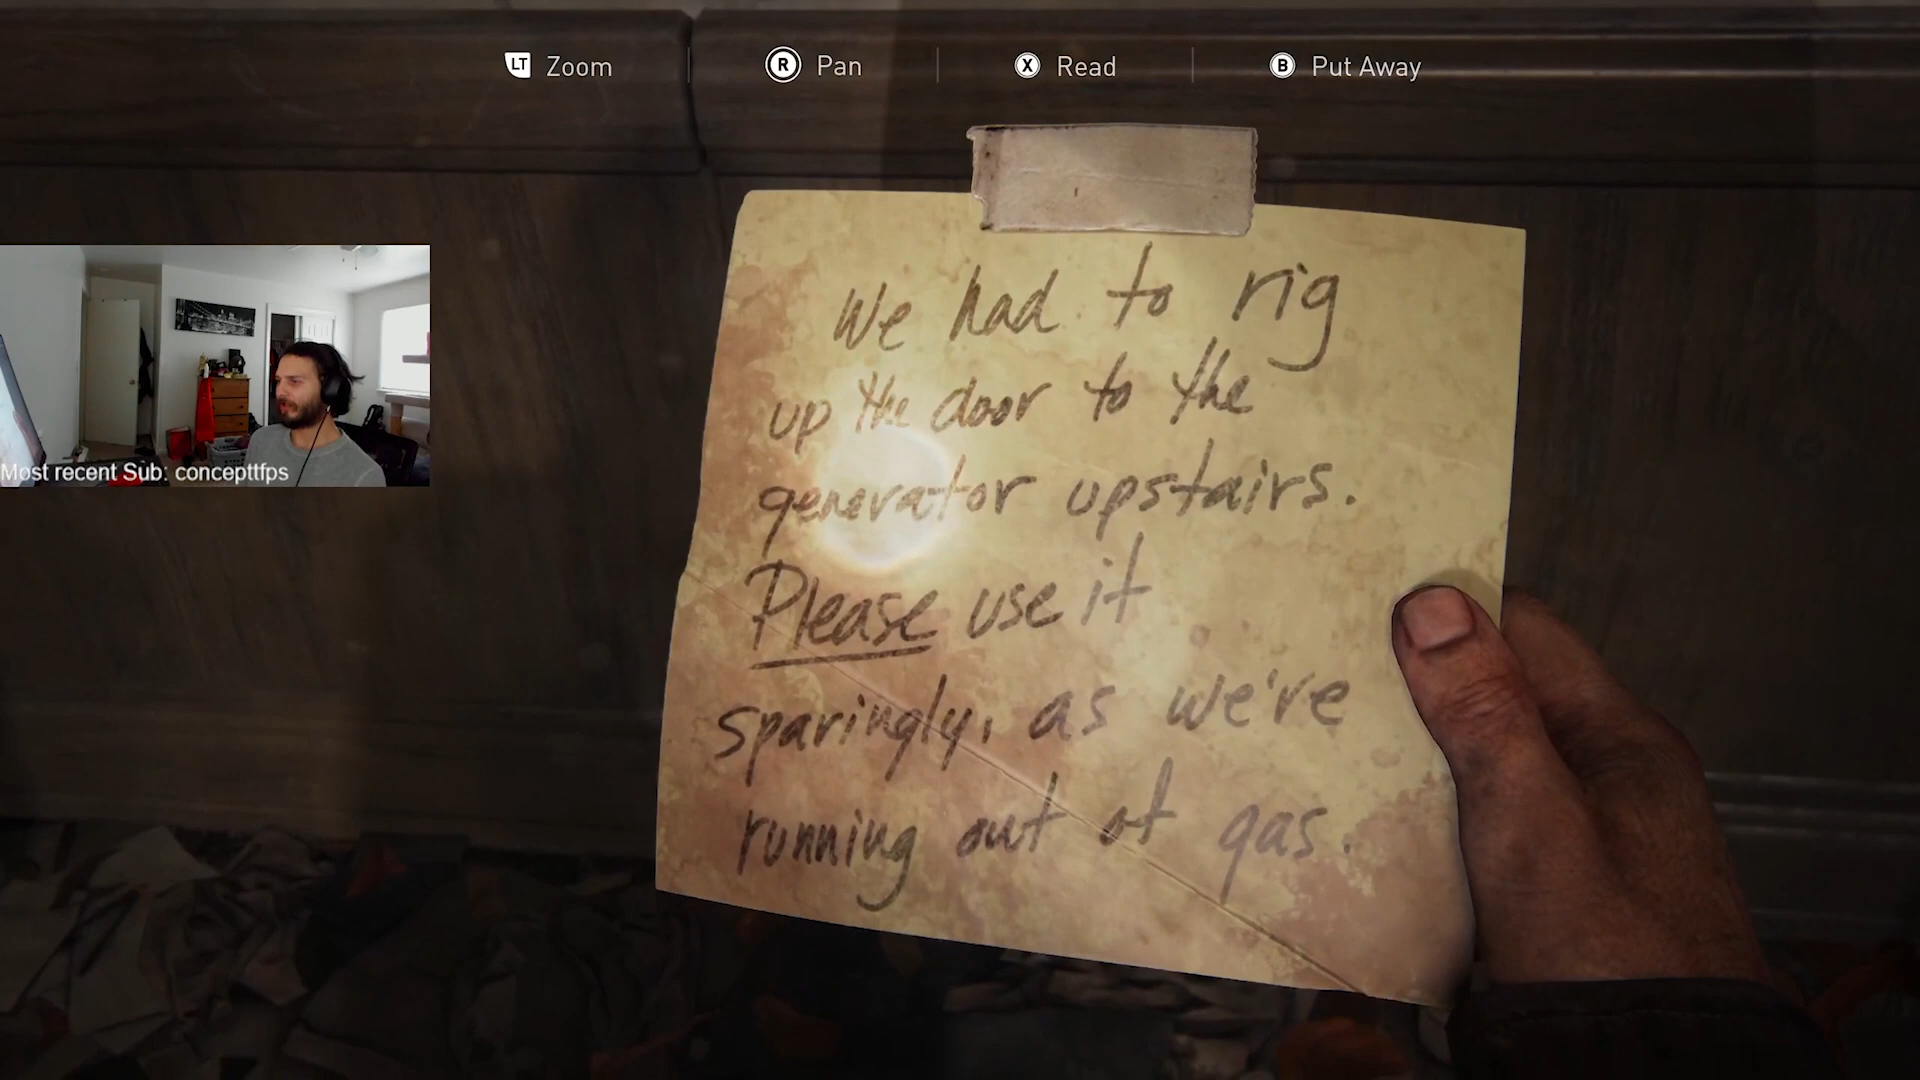 LT Zoom
R Pan
X Read
B Put Away
We had to rig
up the door to the
generator upstairs.
Please use it
sparingly, as we're
running out of gas.
Most recent Sub: concepttfps